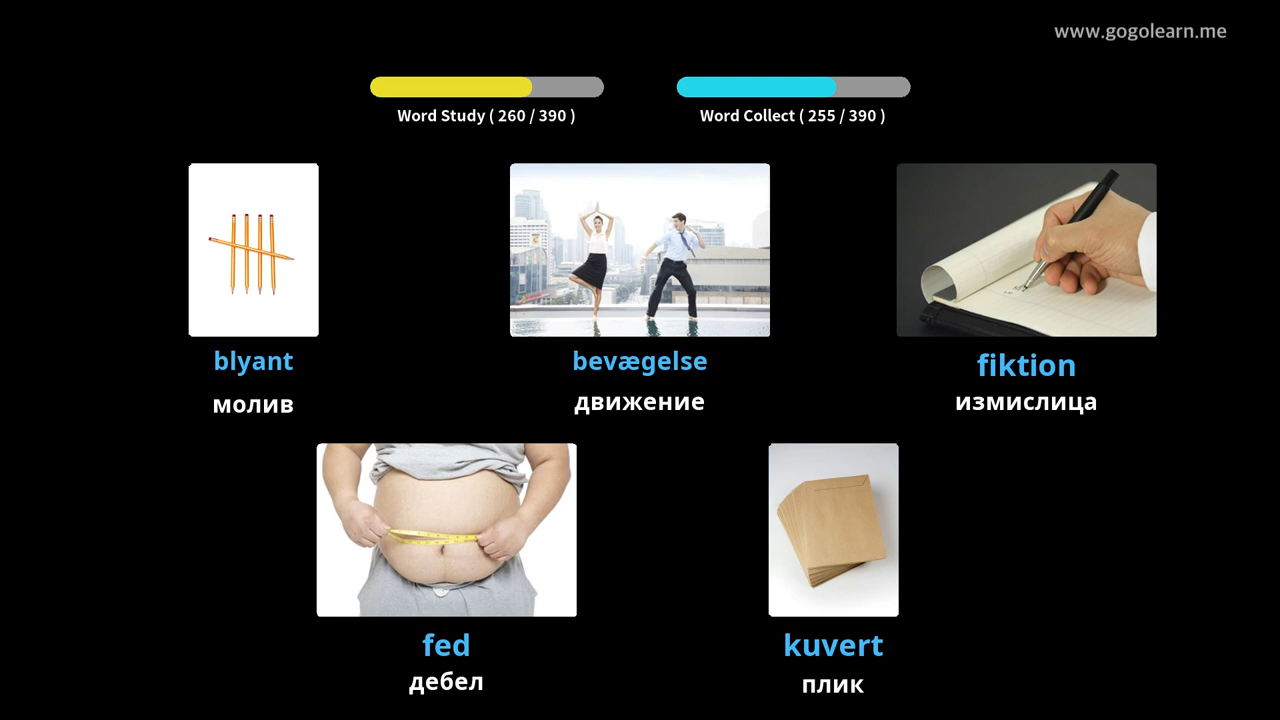 www.gogolearn.me
Word Study ( 260 / 390 )
Word Collect ( 255 / 390 )
blyant
молив
bevægelse
движение
fiktion
измислица
fed
дебел
kuvert
плик